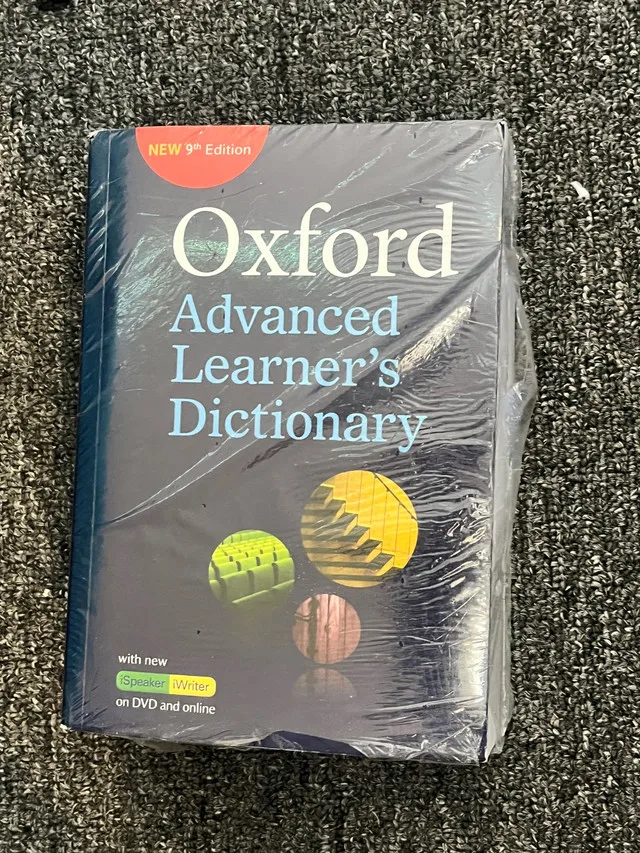 NEW 9th Edition
Oxford
Advanced
Learner's
Dictionary
with new
iSpeaker iWriter
on DVD and online